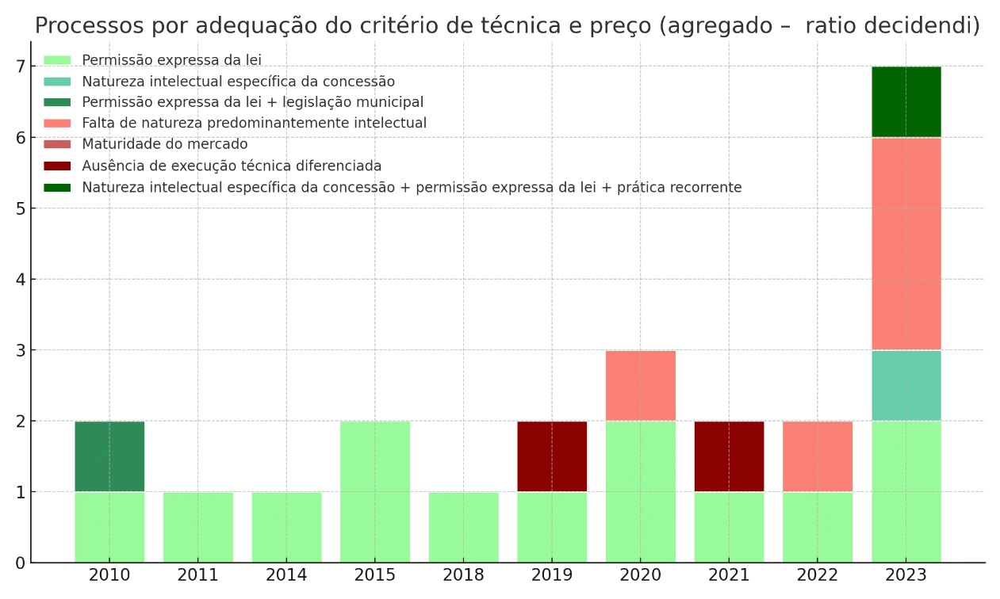 Processos por adequação do critério de técnica e preço (agregado –  ratio decidendi)
7
6
5
4
3
2
1
0
Permissão expressa da lei
Natureza intelectual específica da concessão
Permissão expressa da lei + legislação municipal
Falta de natureza predominantemente intelectual
Maturidade do mercado
Ausência de execução técnica diferenciada
Natureza intelectual específica da concessão + permissão expressa da lei + prática recorrente
2010 2011 2014 2015 2018 2019 2020 2021 2022 2023